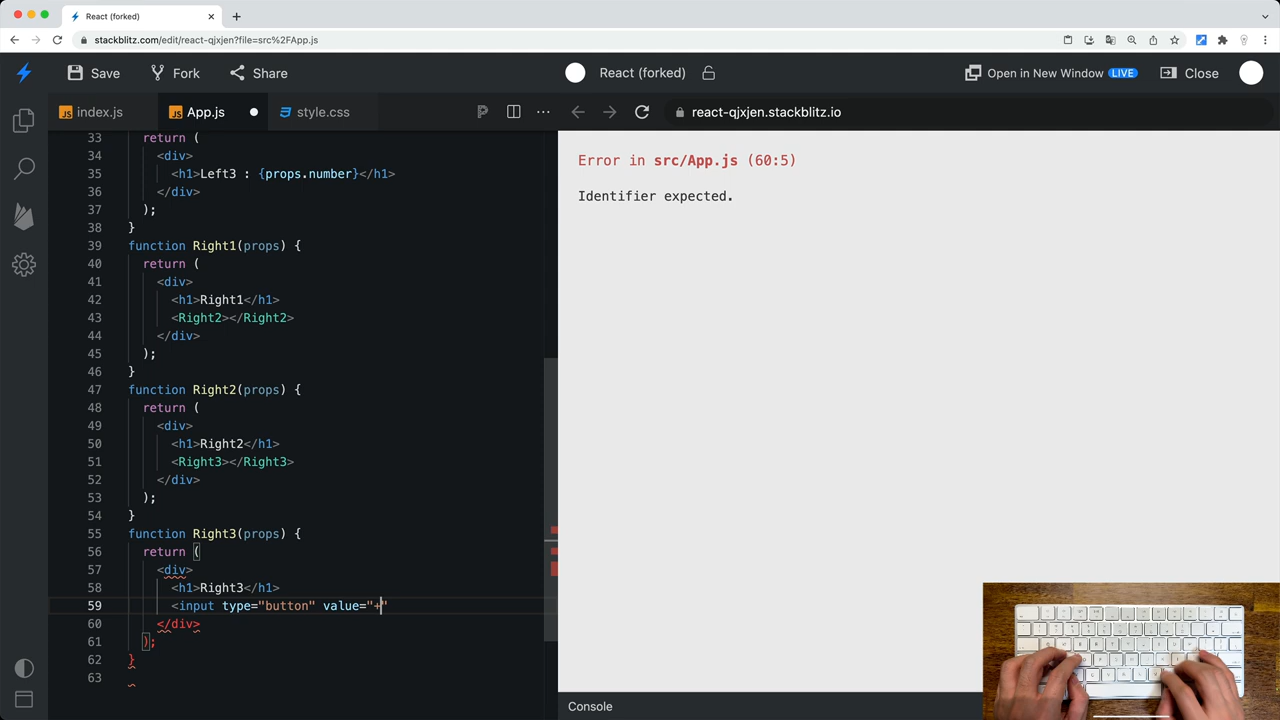 React (forked)
stackblitz.com/edit/react-qjxjen?file=src%2FApp.js
Save
Fork
Share
React (forked)
Open in New Window LIVE
Close
JS index.js
JS App.js
style.css
react-qjxjen.stackblitz.io
33 return (
34 <div>
35 <h1>Left3 : {props.number}</h1>
36 </div>
37 );
38 }
39 function Right1(props) {
40 return (
41 <div>
42 <h1>Right1</h1>
43 <Right2></Right2>
44 </div>
45 );
46 }
47 function Right2(props) {
48 return (
49 <div>
50 <h1>Right2</h1>
51 <Right3></Right3>
52 </div>
53 );
54 }
55 function Right3(props) {
56 return (
57 <div>
58 <h1>Right3</h1>
59 <input type="button" value="+"
60 </div>
61 );
62 }
63
Error in src/App.js (60:5)
Identifier expected.
Console